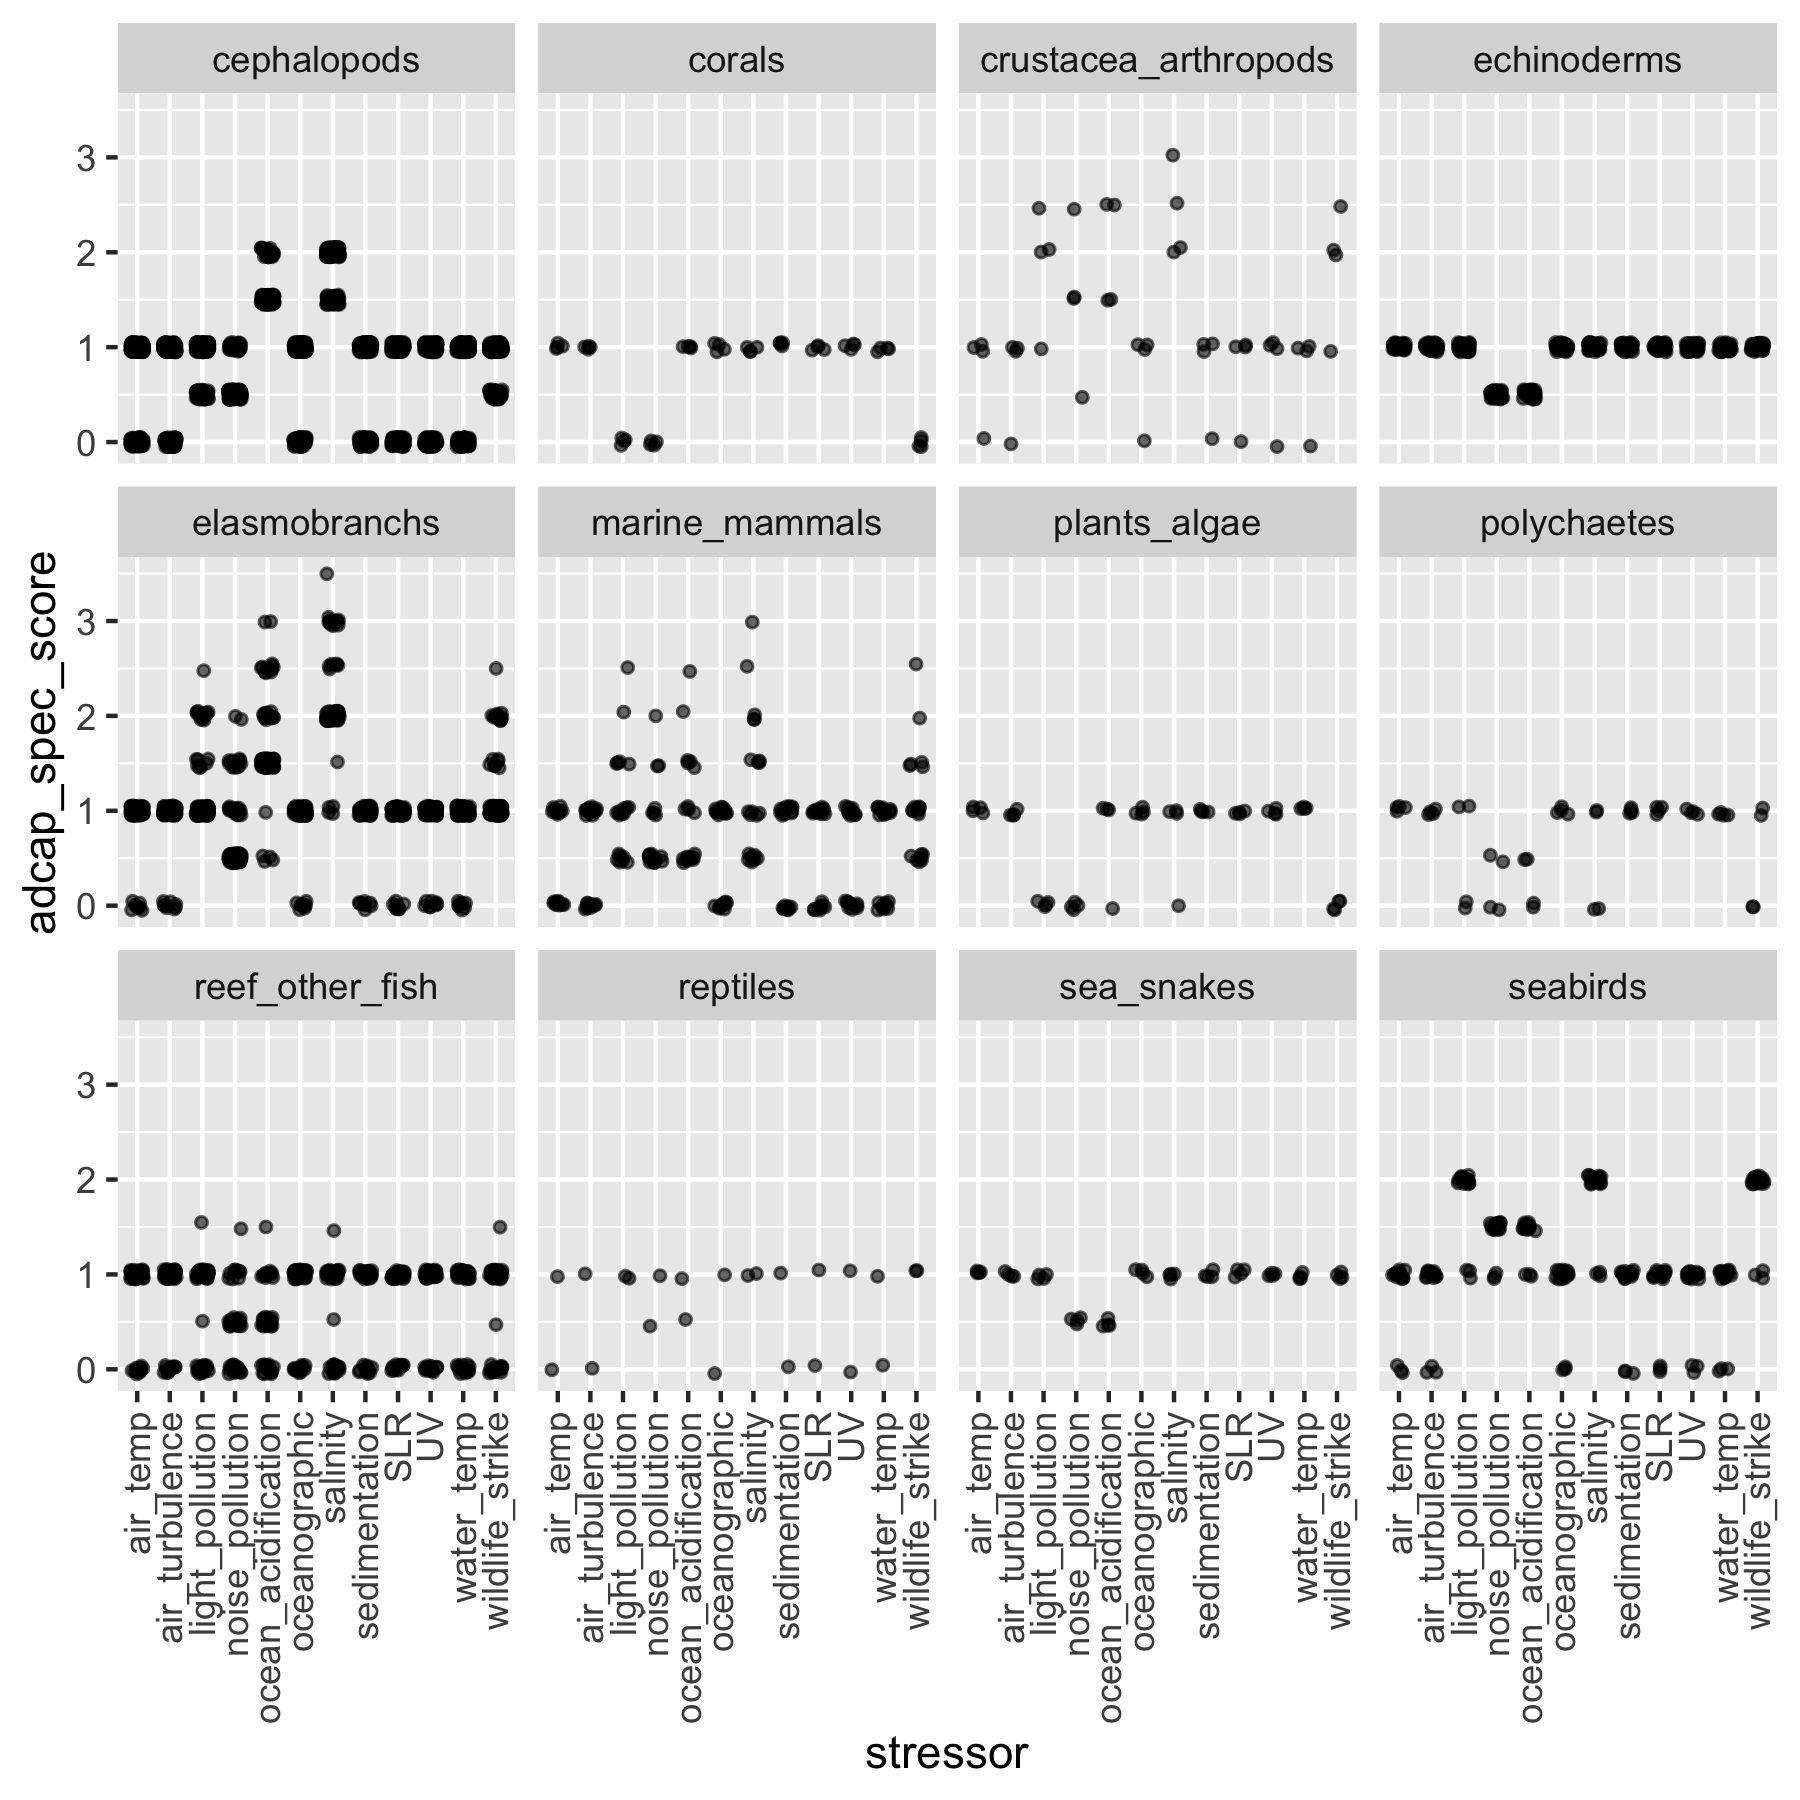 cephalopods
corals
crustacea_arthropods
echinoderms
3
2
1
0
elasmobranchs
marine_mammals
plants_algae
polychaetes
3
2
1
0
adcap_spec_score
reef_other_fish
reptiles
sea_snakes
seabirds
3
2
1
0
air_temp
air_turbulence
light_pollution
noise_pollution
ocean_acidification
oceanographic
salinity
sedimentation
SLR
UV
water_temp
wildlife_strike
air_temp
air_turbulence
light_pollution
noise_pollution
ocean_acidification
oceanographic
salinity
sedimentation
SLR
UV
water_temp
wildlife_strike
air_temp
air_turbulence
light_pollution
noise_pollution
ocean_acidification
oceanographic
salinity
sedimentation
SLR
UV
water_temp
wildlife_strike
air_temp
air_turbulence
light_pollution
noise_pollution
ocean_acidification
oceanographic
salinity
sedimentation
SLR
UV
water_temp
wildlife_strike
stressor